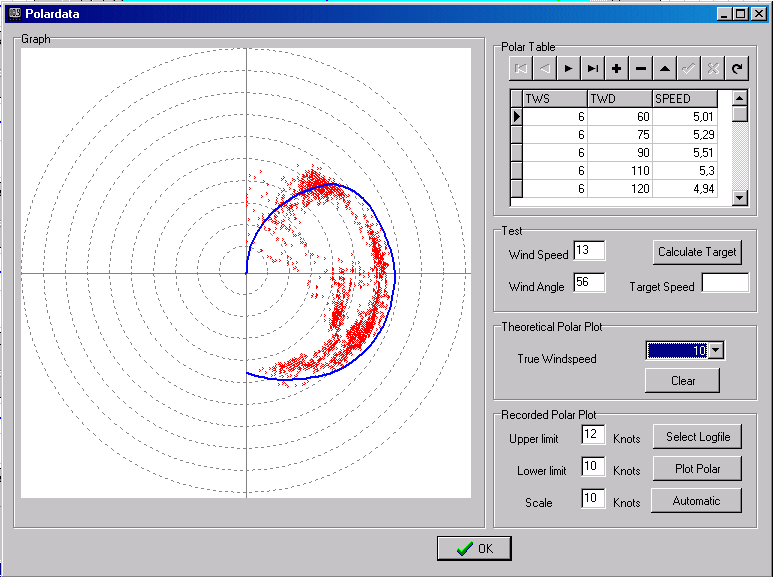 Polardata
Graph
Polar Table
TWS TWD SPEED
6 60 5,01
6 75 5,29
6 90 5,51
6 110 5,3
6 120 4,94
Test
Wind Speed 13 Calculate Target
Wind Angle 56 Target Speed
Theoretical Polar Plot
True Windspeed 10
Clear
Recorded Polar Plot
Upper limit 12 Knots Select Logfile
Lower limit 10 Knots Plot Polar
Scale 10 Knots Automatic
OK